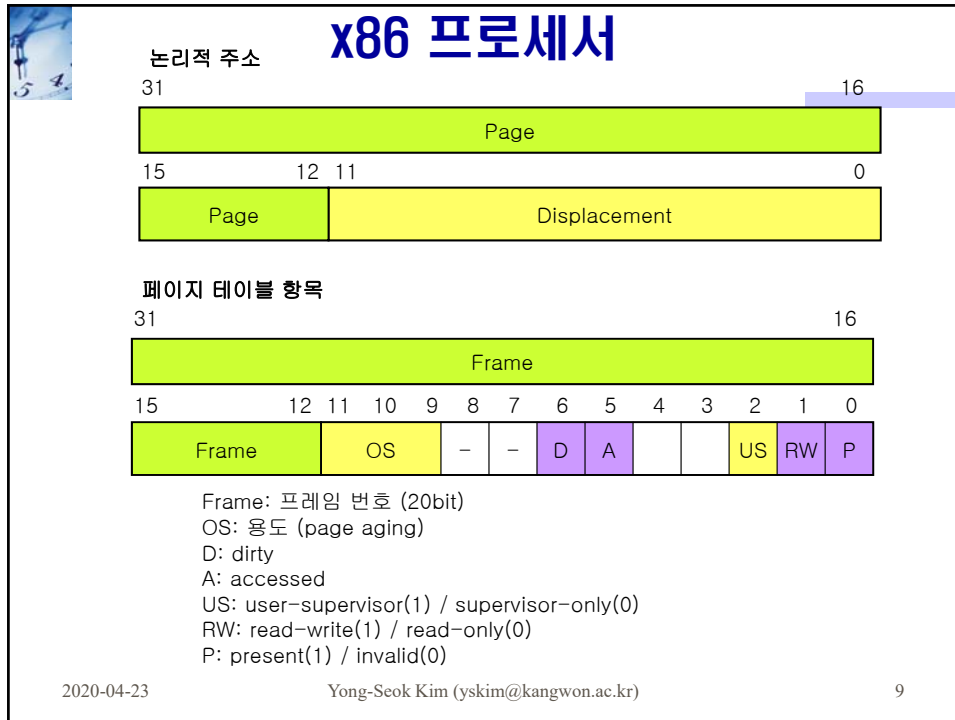 x86 프로세서
논리적 주소
31 16
Page
15 12 11 0
Page Displacement
페이지 테이블 항목
31 16
Frame
15 12 11 10 9 8 7 6 5 4 3 2 1 0
Frame OS - - D A US RW P
Frame: 프레임 번호 (20bit)
OS: 용도 (page aging)
D: dirty
A: accessed
US: user-supervisor(1) / supervisor-only(0)
RW: read-write(1) / read-only(0)
P: present(1) / invalid(0)
2020-04-23 Yong-Seok Kim (yskim@kangwon.ac.kr) 9